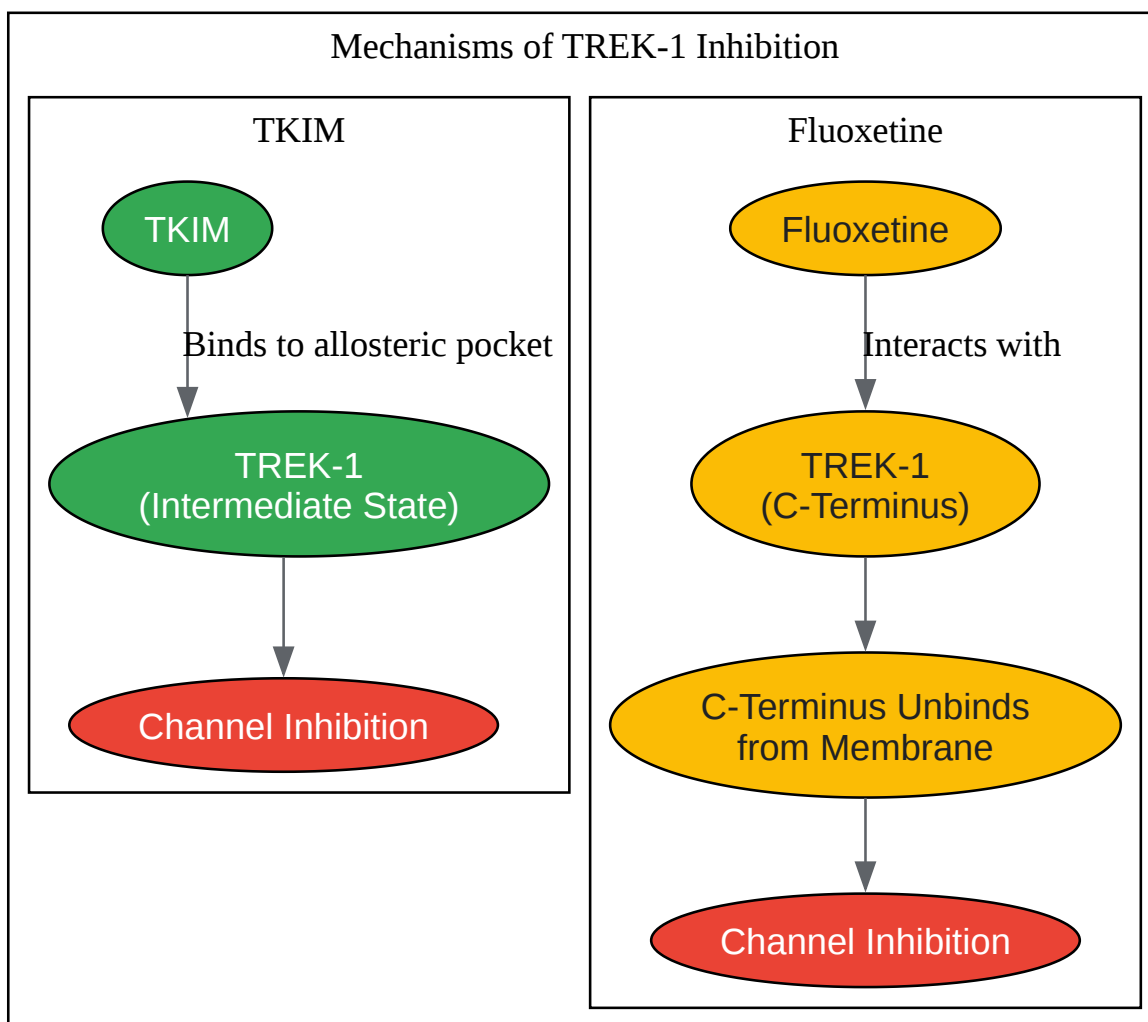 Mechanisms of TREK-1 Inhibition
TKIM
TKIM
Binds to allosteric pocket
TREK-1
(Intermediate State)
Channel Inhibition
Fluoxetine
Fluoxetine
Interacts with
TREK-1
(C-Terminus)
C-Terminus Unbinds
from Membrane
Channel Inhibition